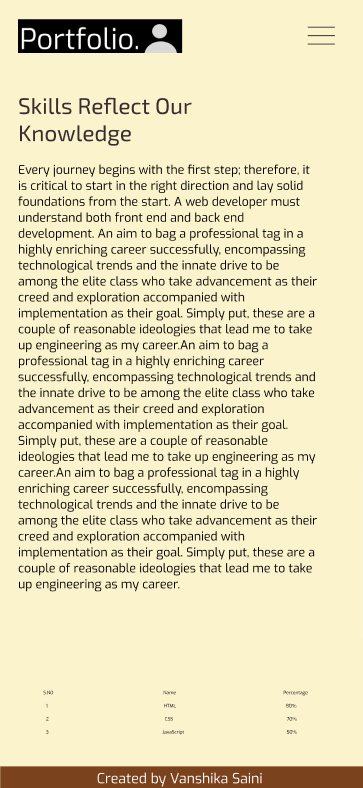 Portfolio.
Skills Reflect Our
Knowledge
Every journey begins with the first step; therefore, it
is critical to start in the right direction and lay solid
foundations from the start. A web developer must
understand both front end and back end
development. An aim to bag a professional tag in a
highly enriching career successfully, encompassing
technological trends and the innate drive to be
among the elite class who take advancement as their
creed and exploration accompanied with
implementation as their goal. Simply put, these are a
couple of reasonable ideologies that lead me to take
up engineering as my career.An aim to bag a
professional tag in a highly enriching career
successfully, encompassing technological trends and
the innate drive to be among the elite class who take
advancement as their creed and exploration
accompanied with implementation as their goal.
Simply put, these are a couple of reasonable
ideologies that lead me to take up engineering as my
career.An aim to bag a professional tag in a highly
enriching career successfully, encompassing
technological trends and the innate drive to be
among the elite class who take advancement as their
creed and exploration accompanied with
implementation as their goal. Simply put, these are a
couple of reasonable ideologies that lead me to take
up engineering as my career.
S.NO Name Percentage
1 HTML 80%
2 CSS 70%
3 JavaScript 50%
Created by Vanshika Saini